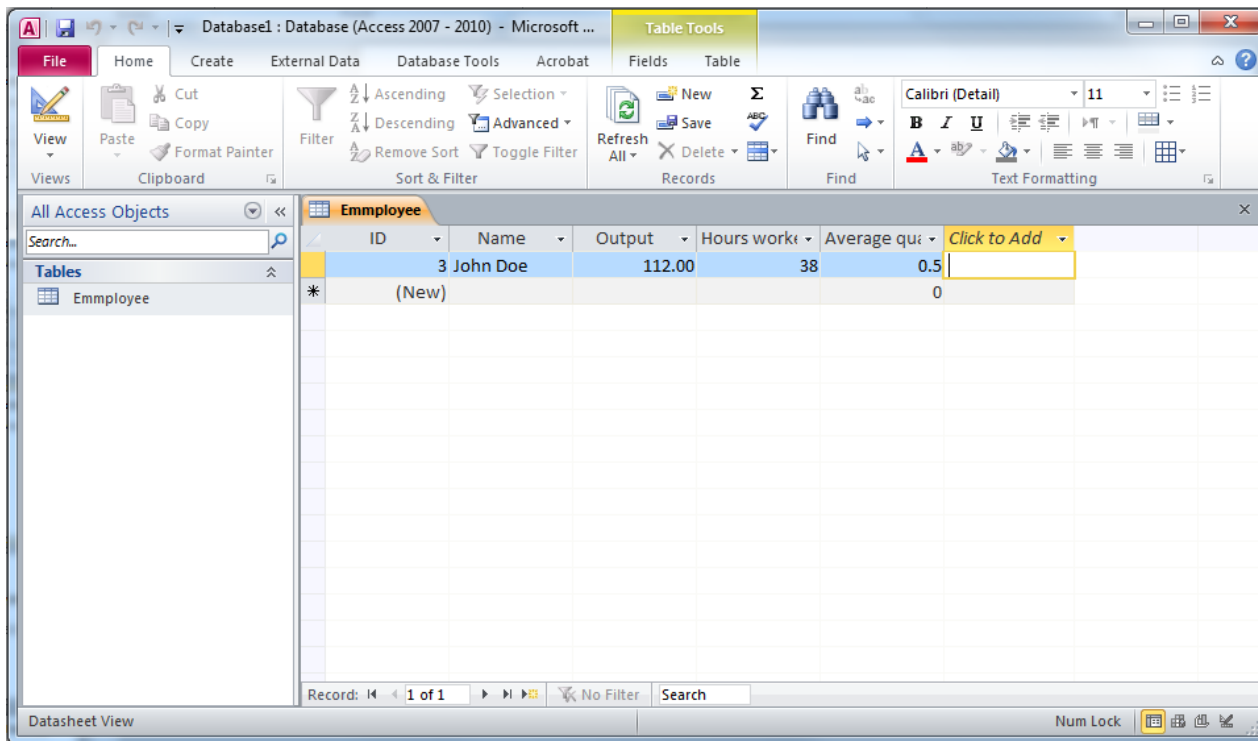 Database1 : Database (Access 2007 - 2010) - Microsoft ... Table Tools
File Home Create External Data Database Tools Acrobat Fields Table
View
Views
Paste
Cut
Copy
Format Painter
Clipboard
Filter
Ascending
Descending
Remove Sort
Selection
Advanced
Toggle Filter
Sort & Filter
Refresh
All
New
Save
Delete
Σ
ABC
Records
Find
ab
ac
Find
Calibri (Detail) 11
B I U
A ab
Text Formatting
All Access Objects
Search...
Tables
Emmployee
Emmployee
ID Name Output Hours worke Average qua Click to Add
3 John Doe 112.00 38 0.5
(New) 0
Record: 1 of 1 No Filter Search
Datasheet View Num Lock